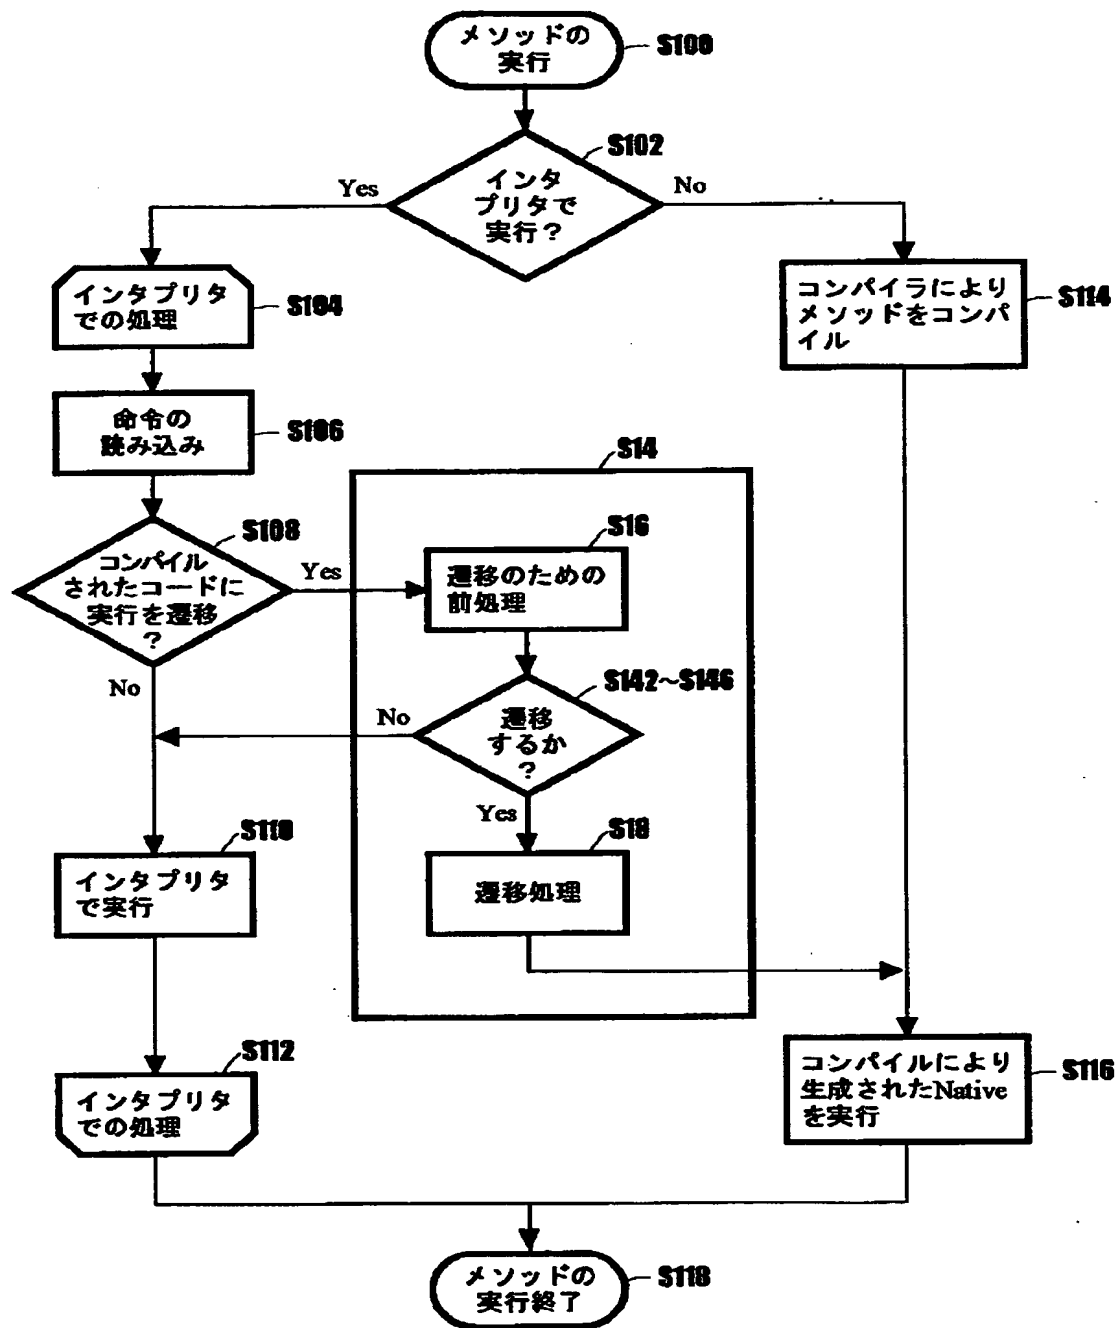 メソッドの
実行
S100
S102
インタ
プリタで
実行?
Yes
No
インタプリタ
での処理
S104
コンパイラにより
メソッドをコンパ
イル
S114
命令の
読み込み
S106
S14
S108
コンパイル
されたコードに
実行を遷移
?
Yes
No
S16
遷移のための
前処理
S142~S146
遷移
するか
?
No
Yes
S110
インタプリタ
で実行
S18
遷移処理
S112
インタプリタ
での処理
コンパイルにより
生成されたNative
を実行
S116
メソッドの
実行終了
S118